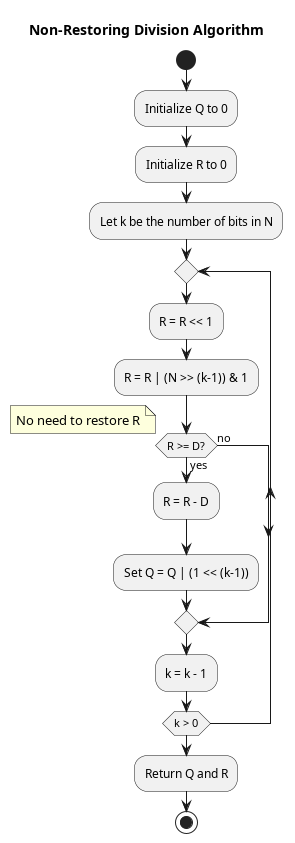 Non-Restoring Division Algorithm
Initialize Q to 0
Initialize R to 0
Let k be the number of bits in N
R = R << 1
R = R | (N >> (k-1)) & 1
No need to restore R
R >= D?
no
yes
R = R - D
Set Q = Q | (1 << (k-1))
k = k - 1
k > 0
Return Q and R